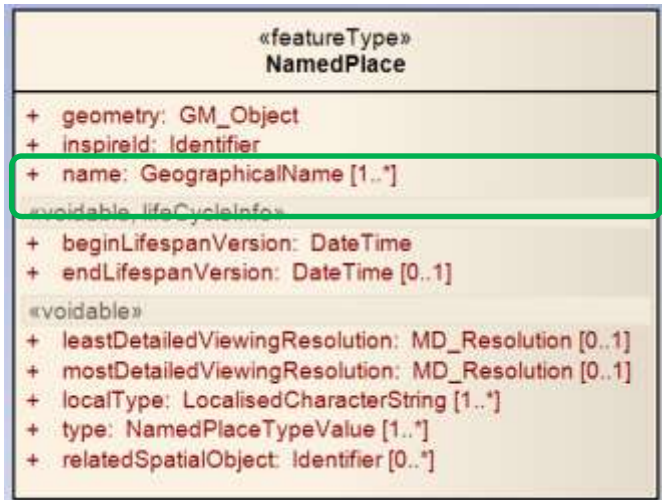 «featureType»
NamedPlace
+ geometry: GM_Object
+ inspireId: Identifier
+ name: GeographicalName [1..*]
«voidable, lifeCycleInfo»
+ beginLifespanVersion: DateTime
+ endLifespanVersion: DateTime [0..1]
«voidable»
+ leastDetailedViewingResolution: MD_Resolution [0..1]
+ mostDetailedViewingResolution: MD_Resolution [0..1]
+ localType: LocalisedCharacterString [1..*]
+ type: NamedPlaceTypeValue [1..*]
+ relatedSpatialObject: Identifier [0..*]